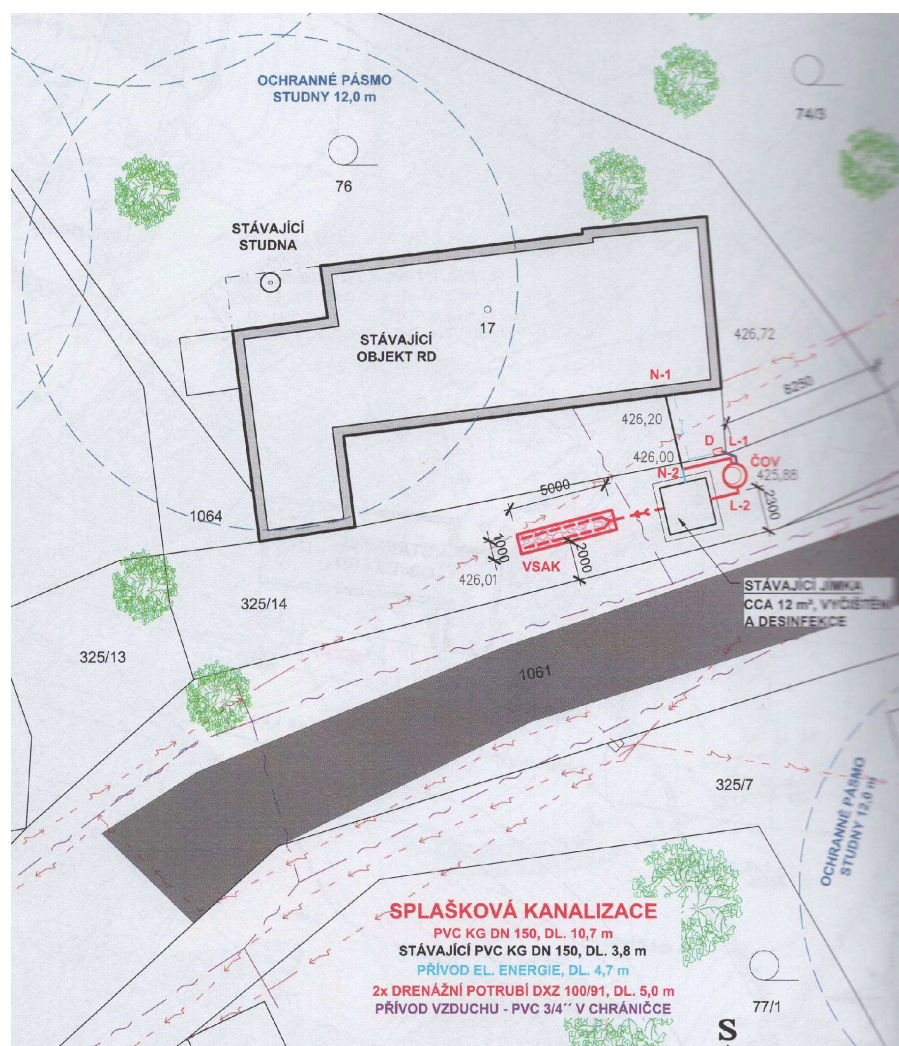 OCHRANNÉ PÁSMO
STUDNY 12,0 m
74/3
76
STÁVAJÍCÍ
STUDNA
17
STÁVAJÍCÍ
OBJEKT RD
426,72
N-1
8250
426,20
D
L-1
426,00
ČOV
N-2
425,88
5000
L-2
2300
1064
1000
2000
VSAK
426,01
STÁVAJÍCÍ JÍMKA
CCA 12 m³, VYČIŠTĚNÍ
A DESINFEKCE
325/14
325/13
1061
325/7
OCHRANNÉ PÁSMO
STUDNY 12,0 m
SPLAŠKOVÁ KANALIZACE
PVC KG DN 150, DL. 10,7 m
STÁVAJÍCÍ PVC KG DN 150, DL. 3,8 m
PŘÍVOD EL. ENERGIE, DL. 4,7 m
2x DRENÁŽNÍ POTRUBÍ DXZ 100/91, DL. 5,0 m
PŘÍVOD VZDUCHU - PVC 3/4´´ V CHRÁNIČCE
77/1
S